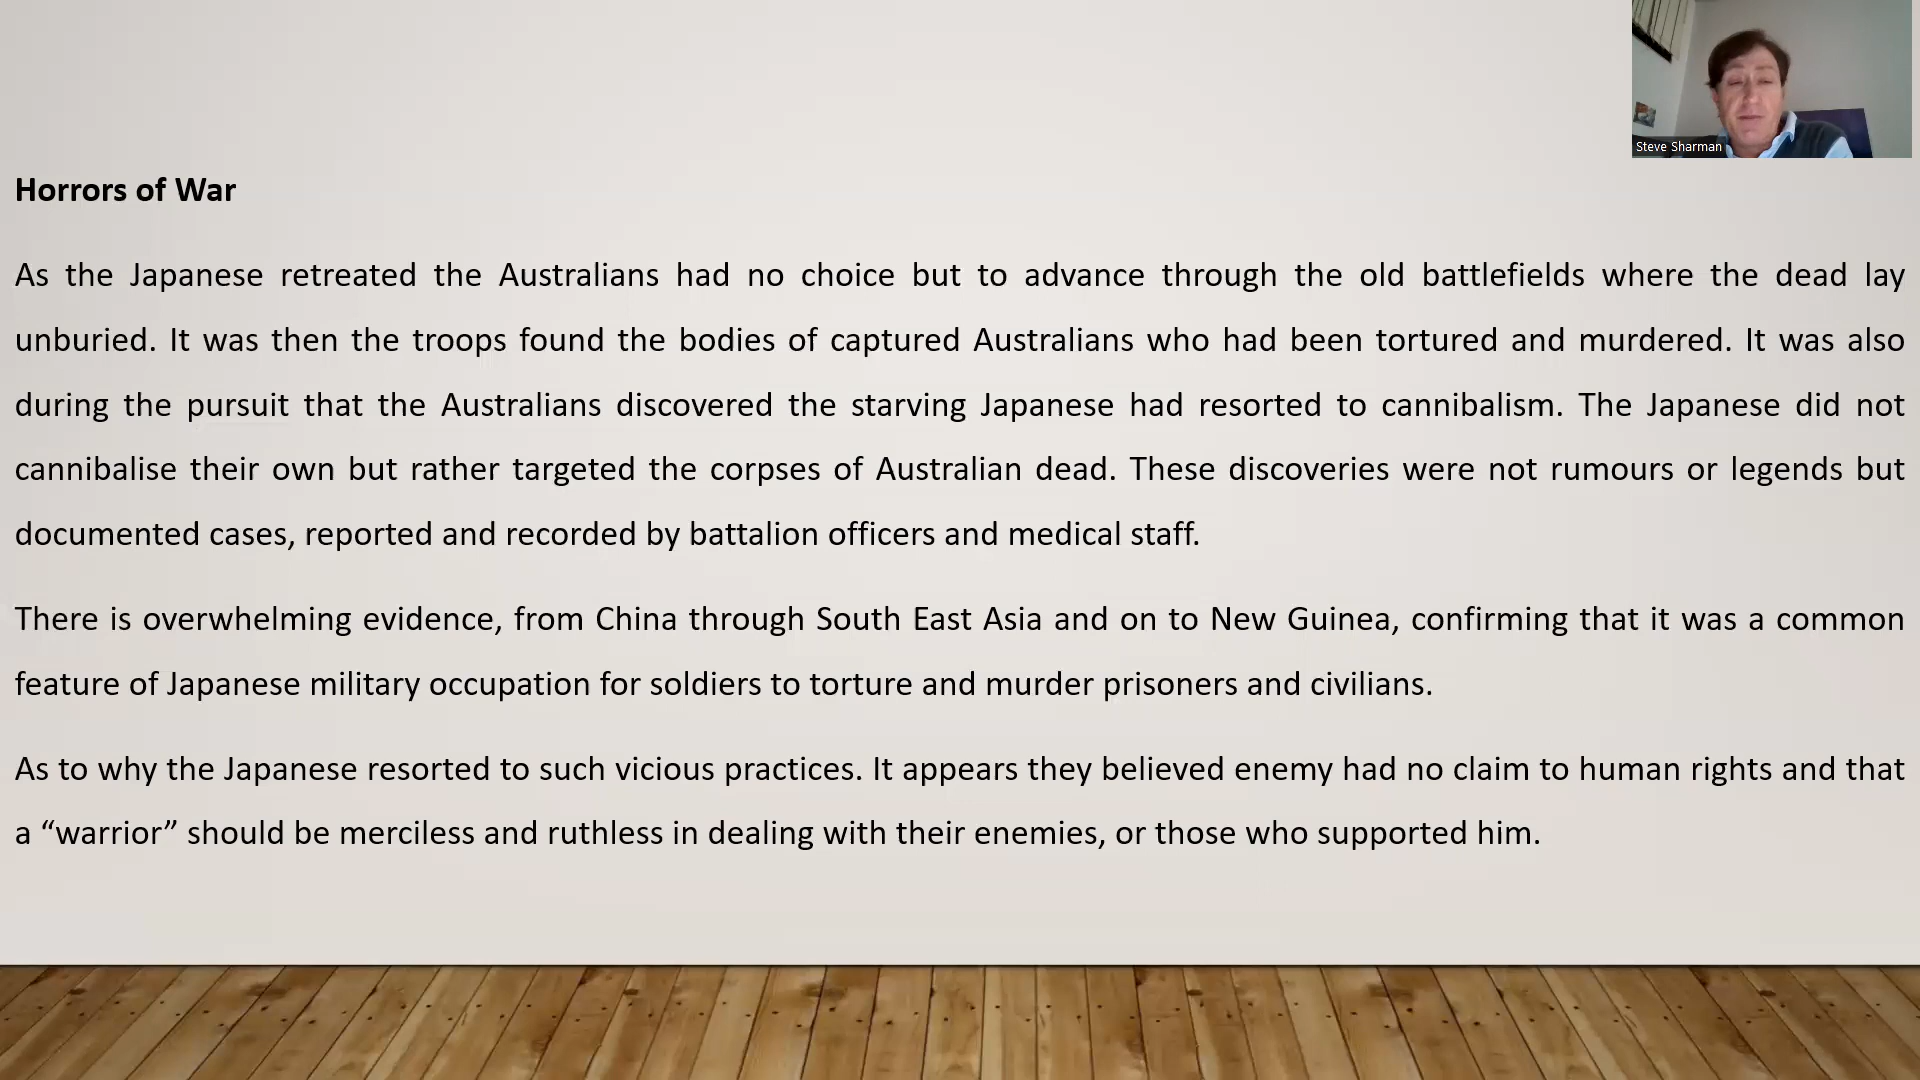 Steve Sharman
Horrors of War
As the Japanese retreated the Australians had no choice but to advance through the old battlefields where the dead lay
unburied. It was then the troops found the bodies of captured Australians who had been tortured and murdered. It was also
during the pursuit that the Australians discovered the starving Japanese had resorted to cannibalism. The Japanese did not
cannibalise their own but rather targeted the corpses of Australian dead. These discoveries were not rumours or legends but
documented cases, reported and recorded by battalion officers and medical staff.
There is overwhelming evidence, from China through South East Asia and on to New Guinea, confirming that it was a common
feature of Japanese military occupation for soldiers to torture and murder prisoners and civilians.
As to why the Japanese resorted to such vicious practices. It appears they believed enemy had no claim to human rights and that
a “warrior” should be merciless and ruthless in dealing with their enemies, or those who supported him.